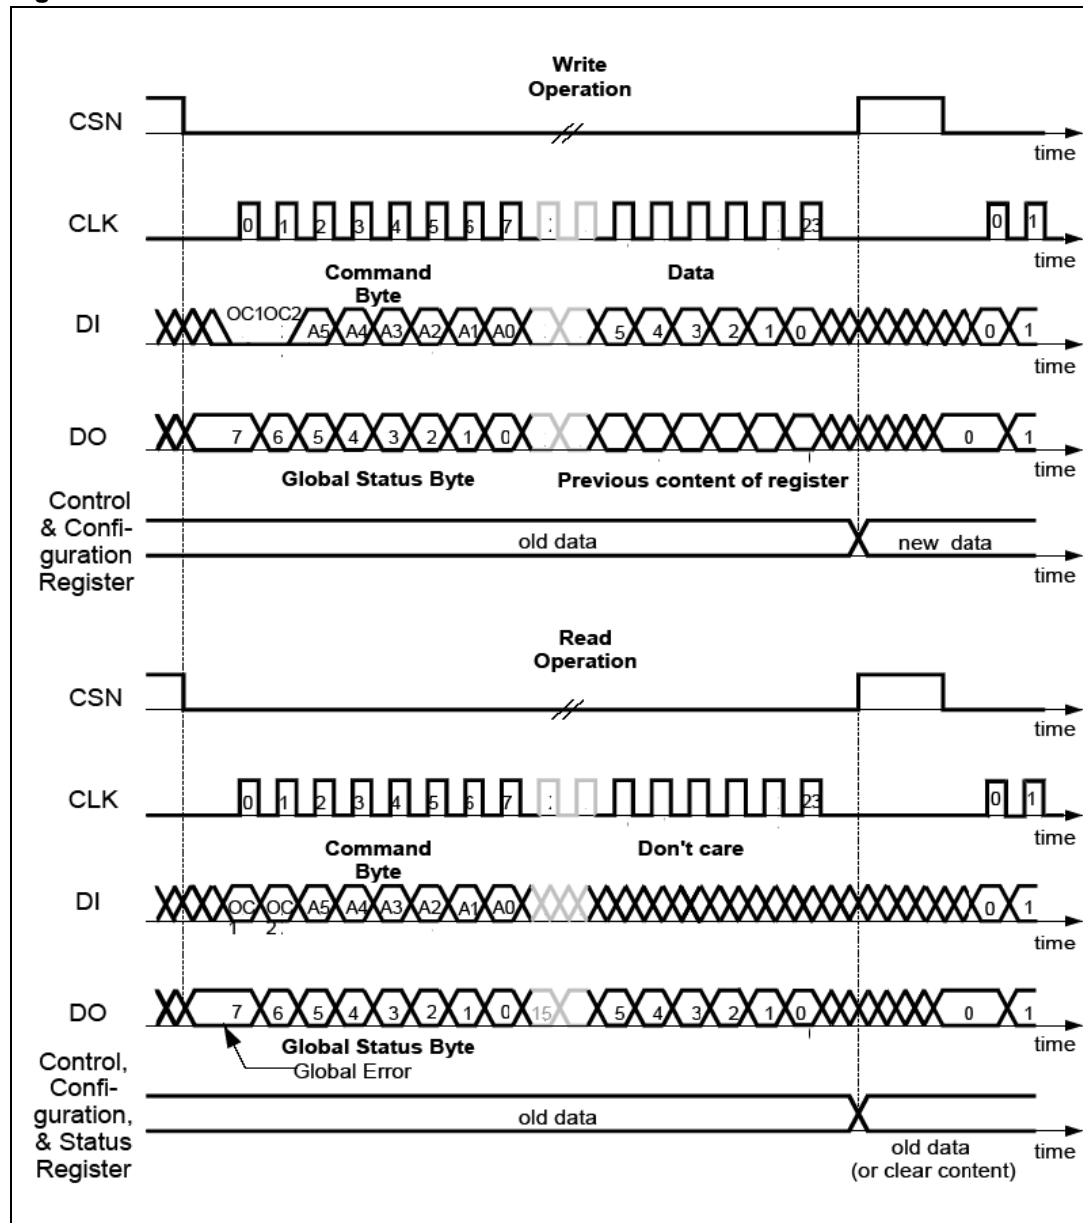 Write
Operation
CSN
time
CLK
0 1 2 3 4 5 6 7 23 0 1
time
Command
Byte
Data
DI
OC1OC2 A5 A4 A3 A2 A1 A0 5 4 3 2 1 0 0 1
time
DO
7 6 5 4 3 2 1 0 0 1
time
Global Status Byte
Previous content of register
Control
& Confi-
guration
Register
old data
new data
time
Read
Operation
CSN
time
CLK
0 1 2 3 4 5 6 7 23 0 1
time
Command
Byte
Don't care
DI
OC OC A5 A4 A3 A2 A1 A0 0 1
1 2
time
DO
7 6 5 4 3 2 1 0 15 5 4 3 2 1 0 0 1
time
Global Status Byte
Global Error
Control,
Confi-
guration,
& Status
Register
old data
old data
(or clear content)
time